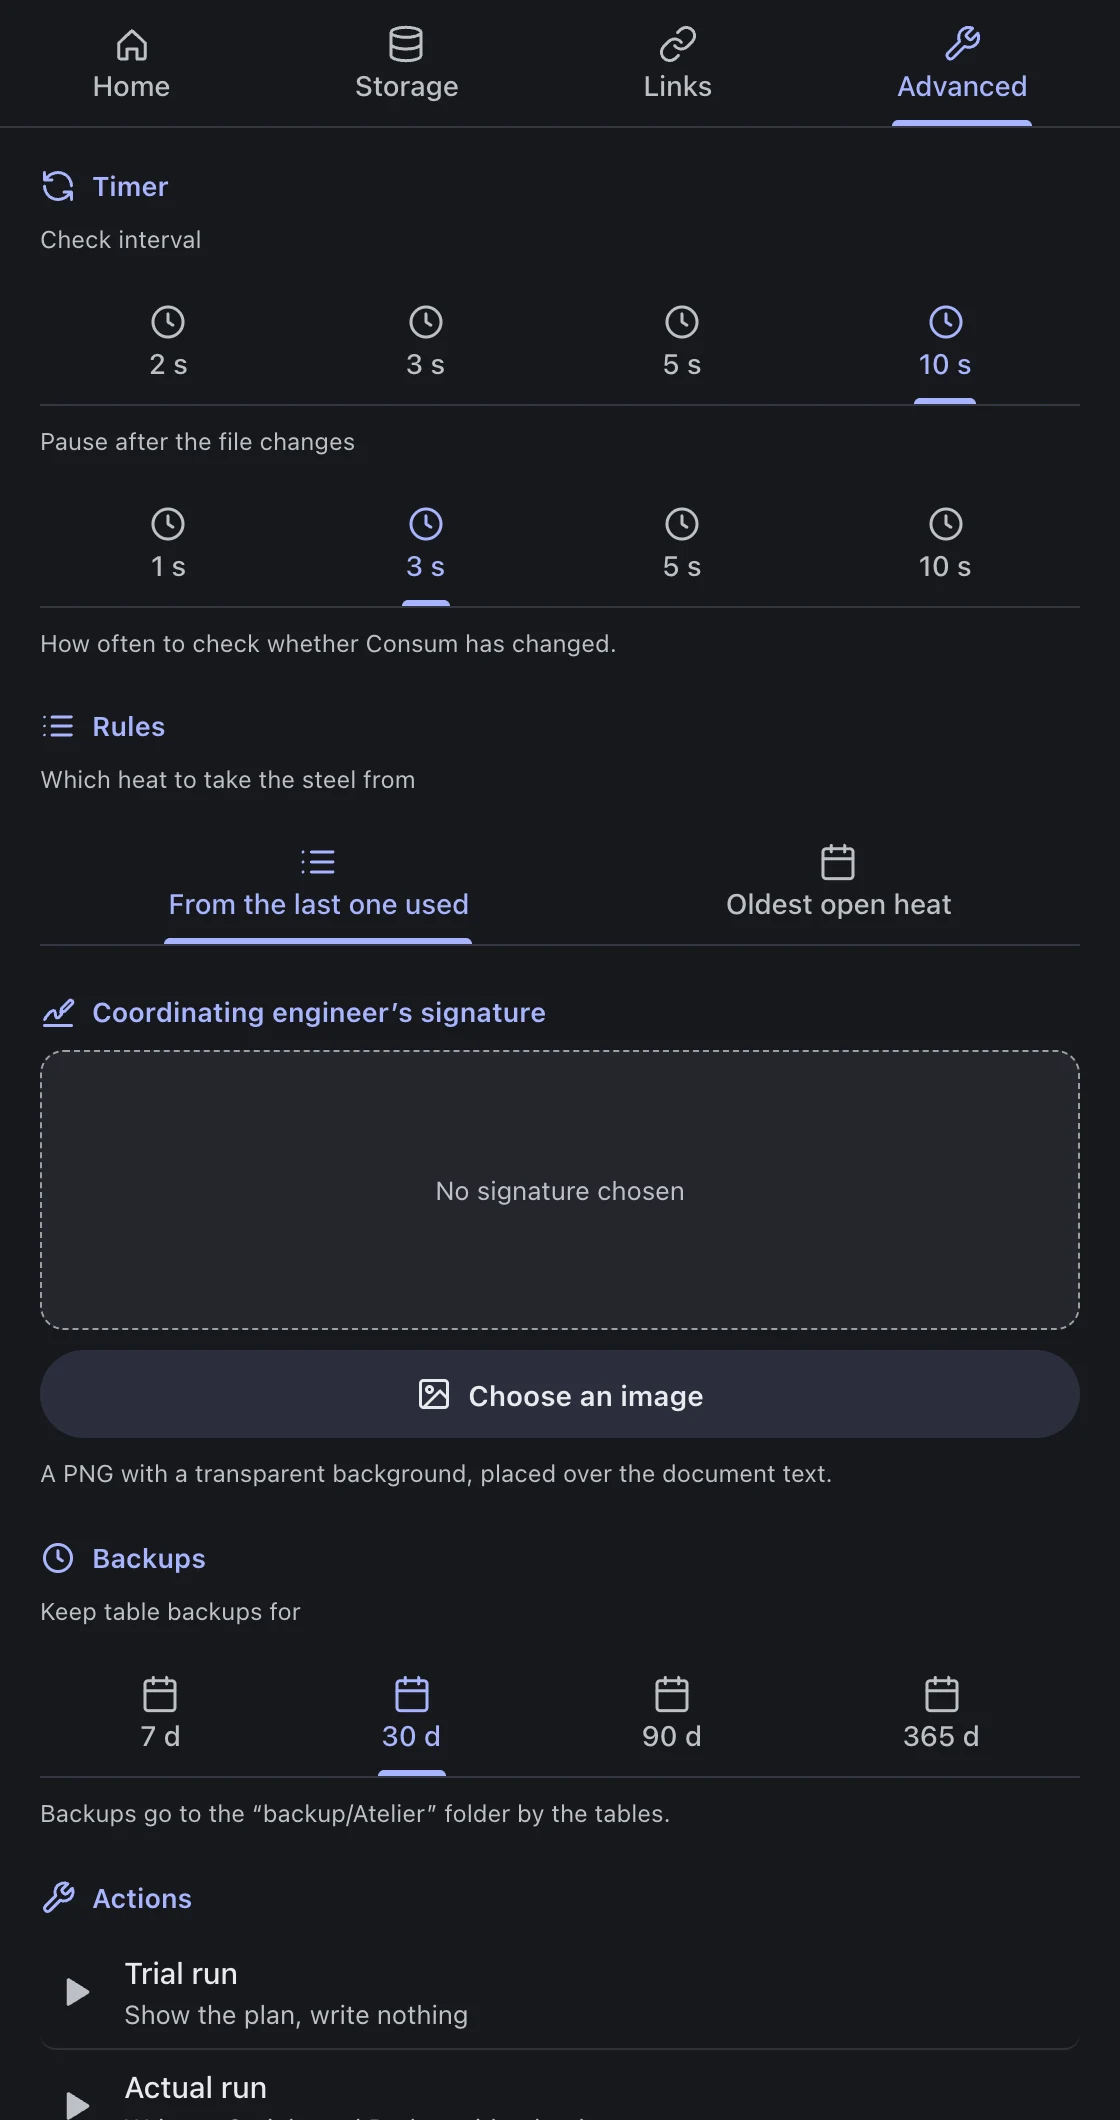 Home
Storage
Links
Advanced
Timer
Check interval
2 s
3 s
5 s
10 s
Pause after the file changes
1 s
3 s
5 s
10 s
How often to check whether Consum has changed.
Rules
Which heat to take the steel from
From the last one used
Oldest open heat
Coordinating engineer’s signature
No signature chosen
Choose an image
A PNG with a transparent background, placed over the document text.
Backups
Keep table backups for
7 d
30 d
90 d
365 d
Backups go to the “backup/Atelier” folder by the tables.
Actions
Trial run
Show the plan, write nothing
Actual run